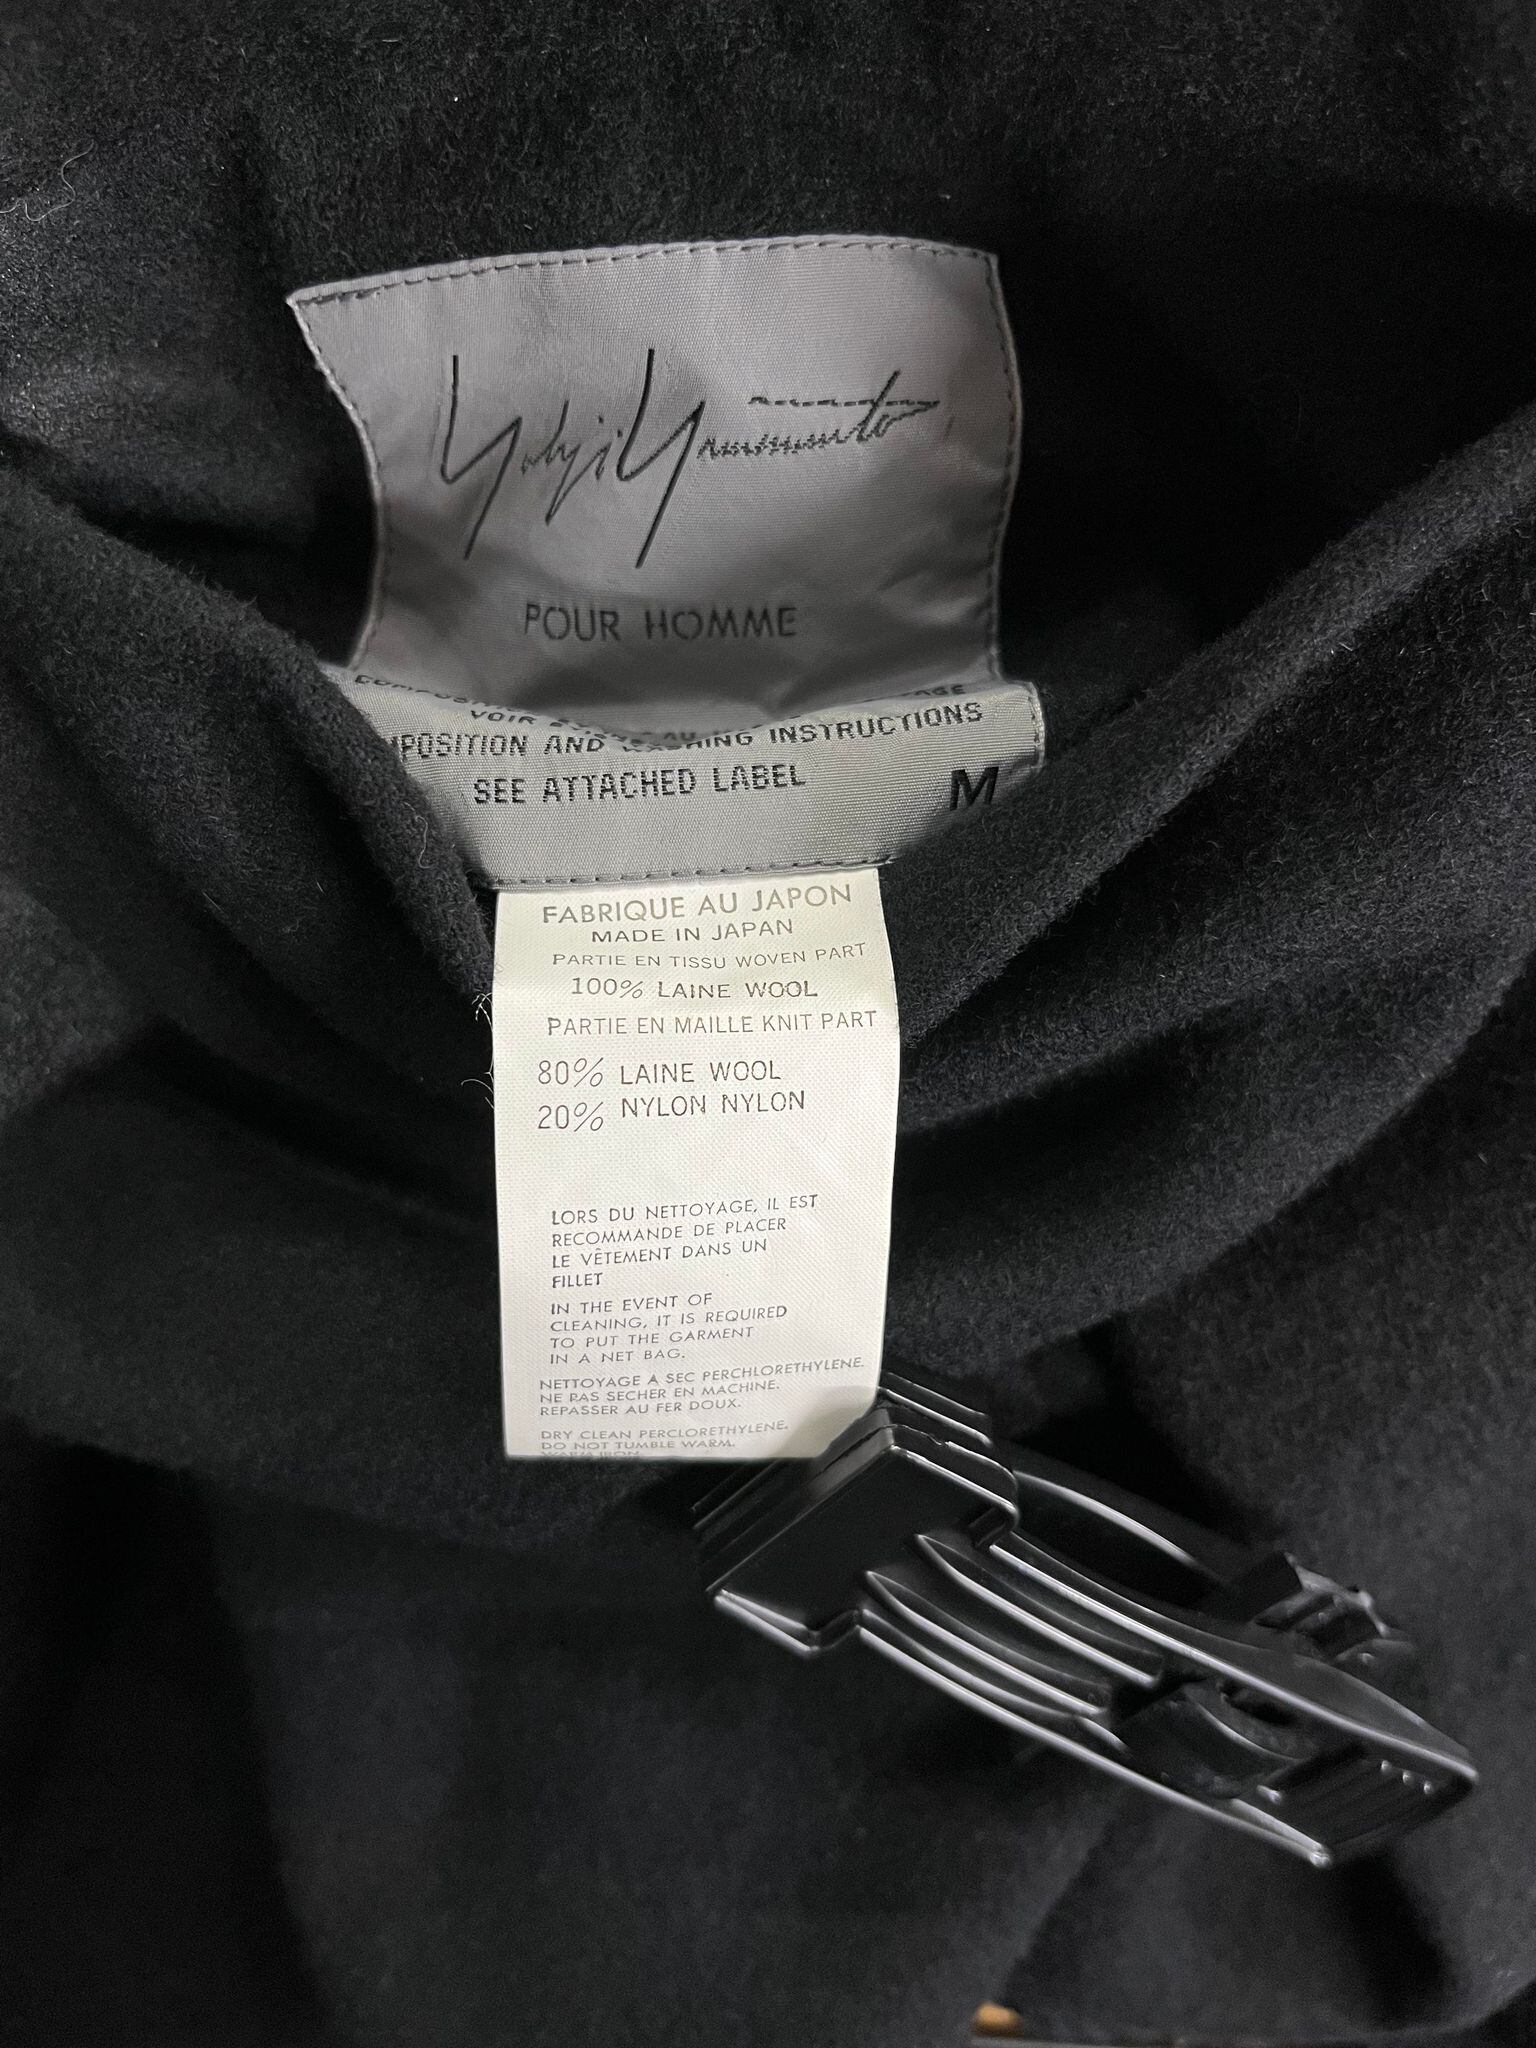 Yohji Yamamoto
POUR HOMME
VOIR AU
AND WASHING INSTRUCTIONS
SEE ATTACHED LABEL
M
FABRIQUE AU JAPON
MADE IN JAPAN
PARTIE EN TISSU WOVEN PART
100% LAINE WOOL
PARTIE EN MAILLE KNIT PART
80% LAINE WOOL
20% NYLON NYLON
LORS DU NETTOYAGE, IL EST
RECOMMANDE DE PLACER
LE VÊTEMENT DANS UN
FILLET
IN THE EVENT OF
CLEANING, IT IS REQUIRED
TO PUT THE GARMENT
IN A NET BAG.
NETTOYAGE A SEC PERCHLORETHYLENE.
NE PAS SECHER EN MACHINE.
REPASSER AU FER DOUX.
DRY CLEAN PERCLORETHYLENE.
DO NOT TUMBLE WARM.
WARM IRON